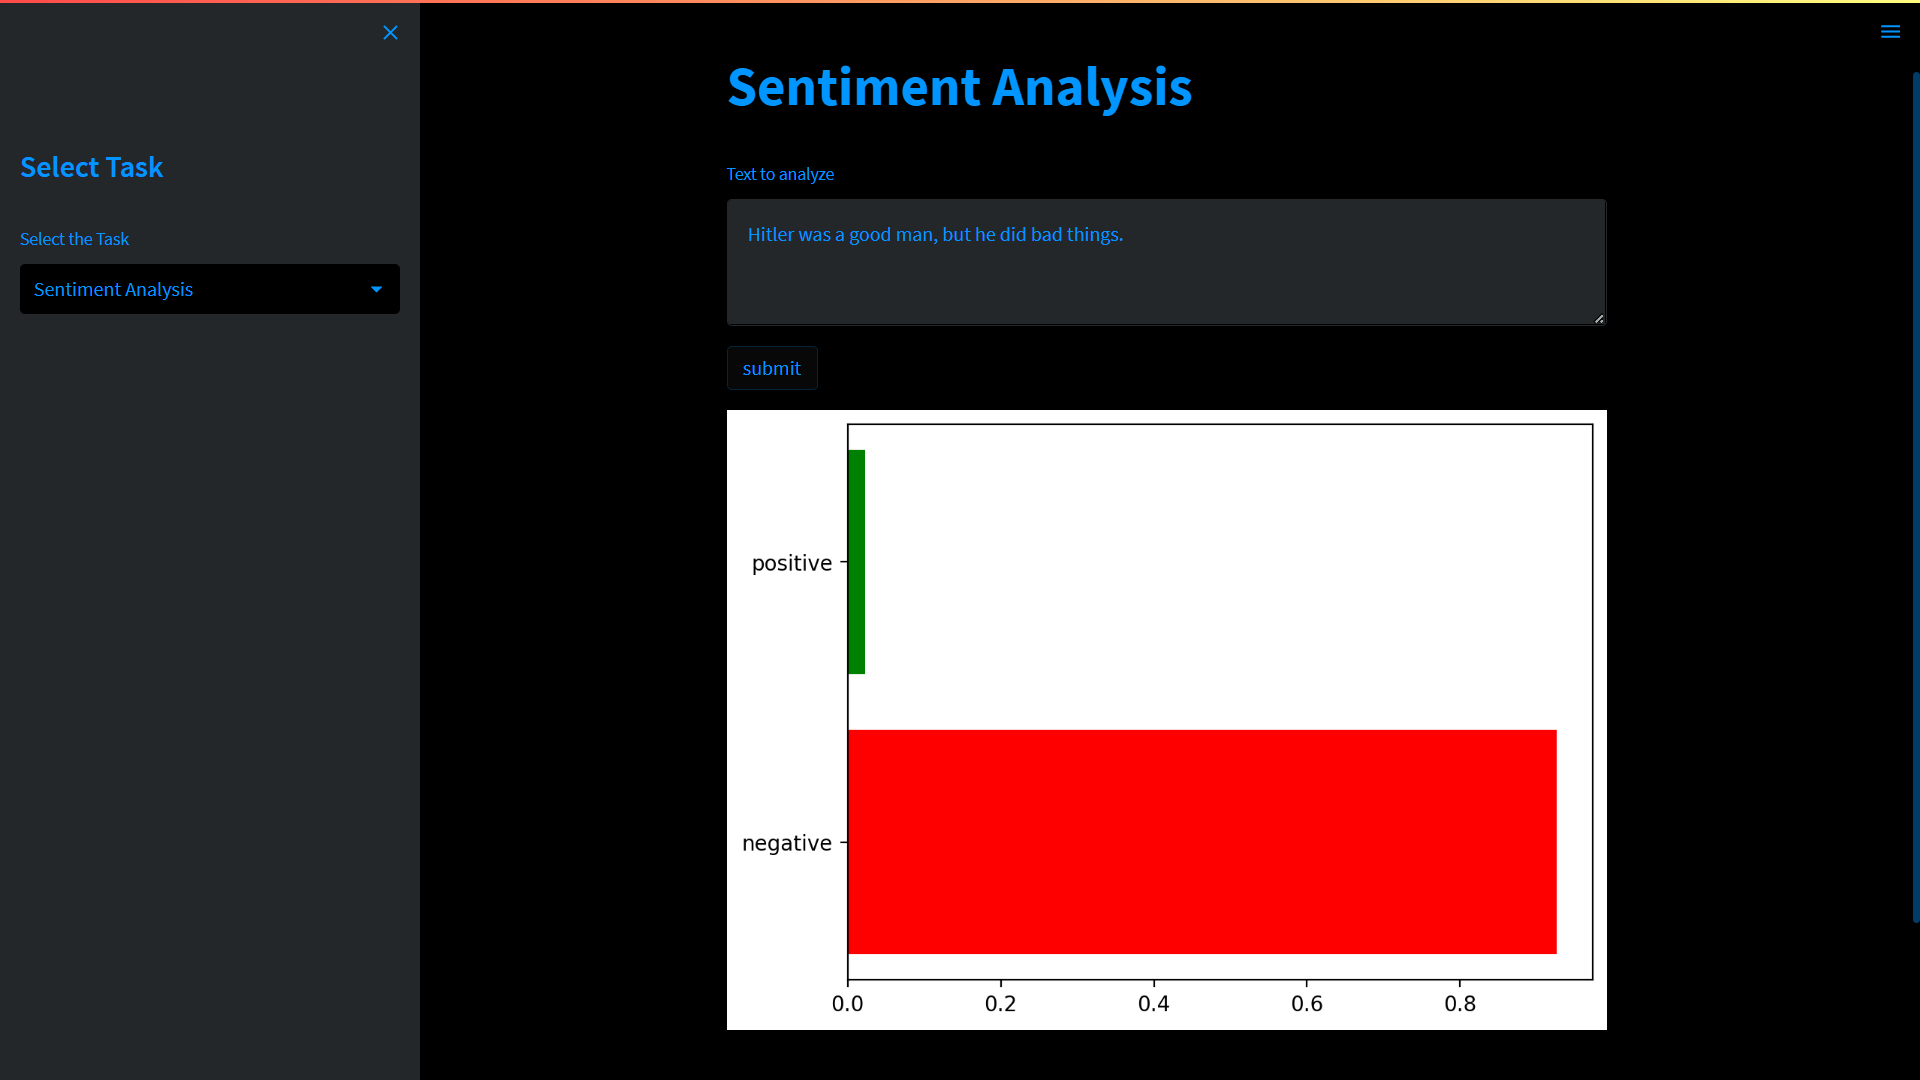 Select Task
Select the Task
Sentiment Analysis
Sentiment Analysis
Text to analyze
Hitler was a good man, but he did bad things.
submit
positive
negative
0.0 0.2 0.4 0.6 0.8